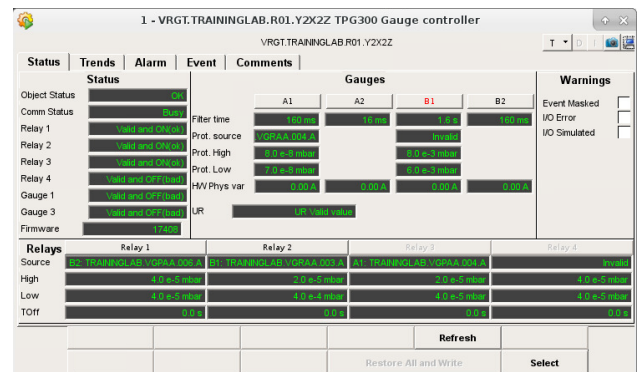 1 - VRGT.TRAININGLAB.R01.Y2X2Z TPG300 Gauge controller
VRGT.TRAININGLAB.R01.Y2X2Z
T D I
Status Trends Alarm Event Comments
Status Gauges Warnings
Object Status OK
Comm Status Busy
Relay 1 Valid and ON(ok)
Relay 2 Valid and ON(ok)
Relay 3 Valid and ON(ok)
Relay 4 Valid and OFF(bad)
Gauge 1 Valid and OFF(bad)
Gauge 3 Valid and OFF(bad)
Firmware 17408
A1 A2 B1 B2
Filter time 160 ms 16 ms 1.6 s 160 ms
Prot. source VGRAA.004.A Invalid
Prot. High 8.0 e-8 mbar 8.0 e-3 mbar
Prot. Low 7.0 e-8 mbar 6.0 e-3 mbar
HW Phys var 0.00 A 0.00 A 0.00 A 0.00 A
UR UR Valid value
Event Masked
I/O Error
I/O Simulated
Relays Relay 1 Relay 2 Relay 3 Relay 4
Source B2: TRAININGLAB.VGPAA.006.A B1: TRAINGLAB.VGRAA.003.A A1: TRAININGLAB.VGPAA.004.A Invalid
High 4.0 e-5 mbar 2.0 e-5 mbar 2.0 e-5 mbar 4.0 e-5 mbar
Low 4.0 e-5 mbar 4.0 e-4 mbar 4.0 e-5 mbar 4.0 e-5 mbar
TOff 0.0 s 0.0 s 0.0 s 0.0 s
Refresh
Restore All and Write Select